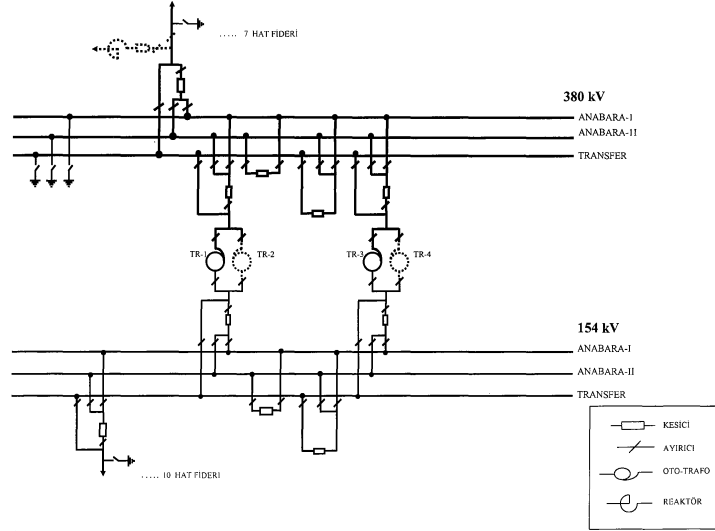 ..... 7 HAT FİDERİ
380 kV
ANABARA-I
ANABARA-II
TRANSFER
TR-1
TR-2
TR-3
TR-4
154 kV
ANABARA-I
ANABARA-II
TRANSFER
KESİCİ
AYIRICI
OTO-TRAFO
REAKTÖR
..... 10 HAT FİDERİ